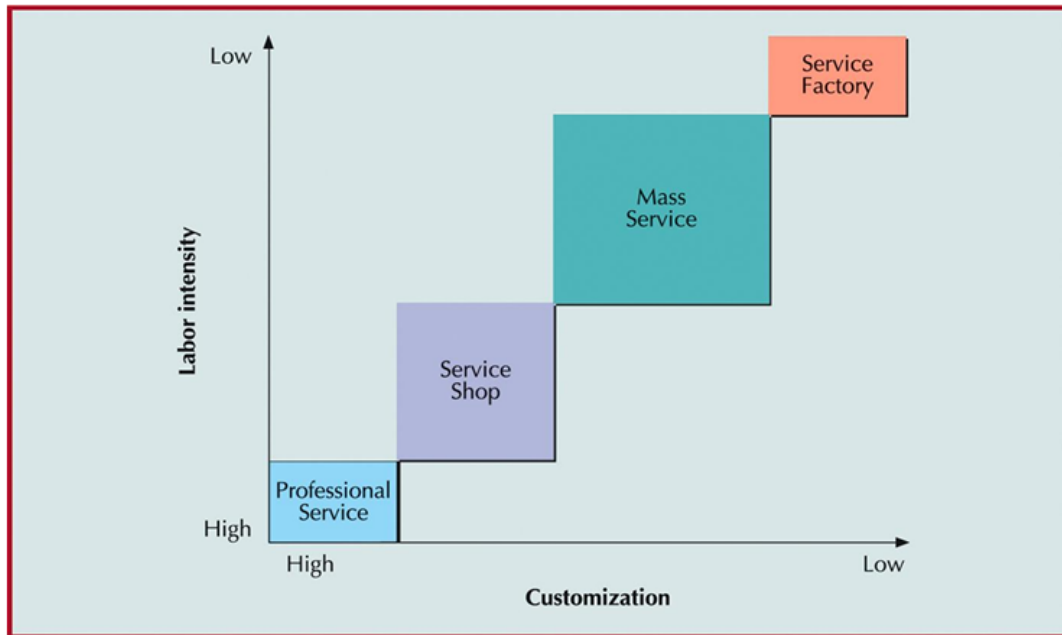 Low
Service
Factory
Mass
Service
Labor intensity
Service
Shop
Professional
Service
High
High
Low
Customization